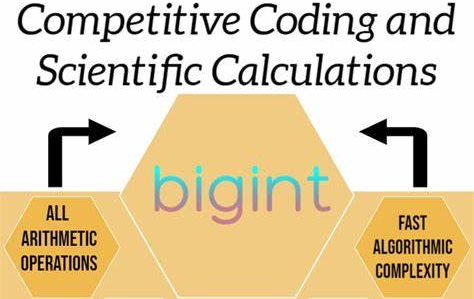 Competitive Coding and
Scientific Calculations
bigint
ALL
ARITHMETIC
OPERATIONS
FAST
ALGORITHMIC
COMPLEXITY